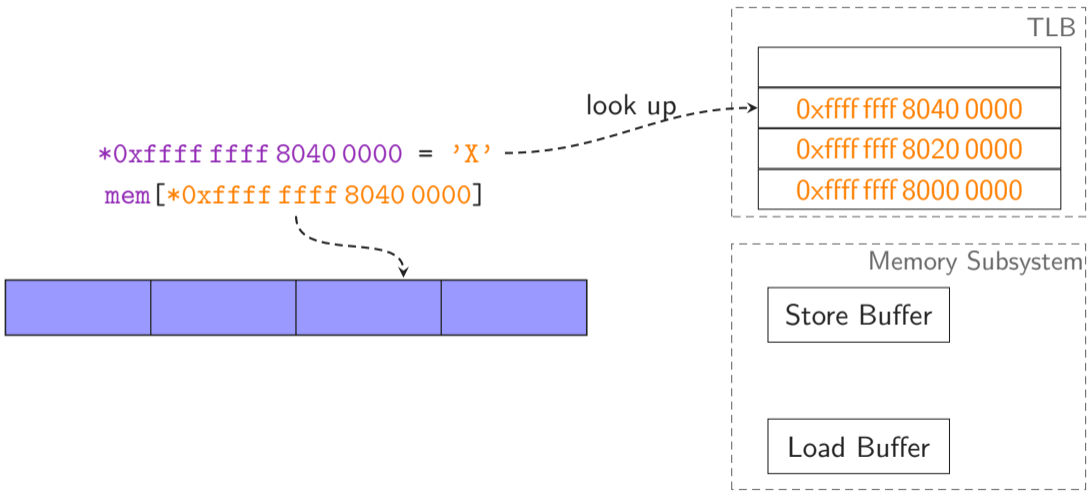 TLB
look up
0xffff ffff 8040 0000
*0xffff ffff 8040 0000 = 'X'
0xffff ffff 8020 0000
mem[*0xffff ffff 8040 0000]
0xffff ffff 8000 0000
Memory Subsystem
Store Buffer
Load Buffer